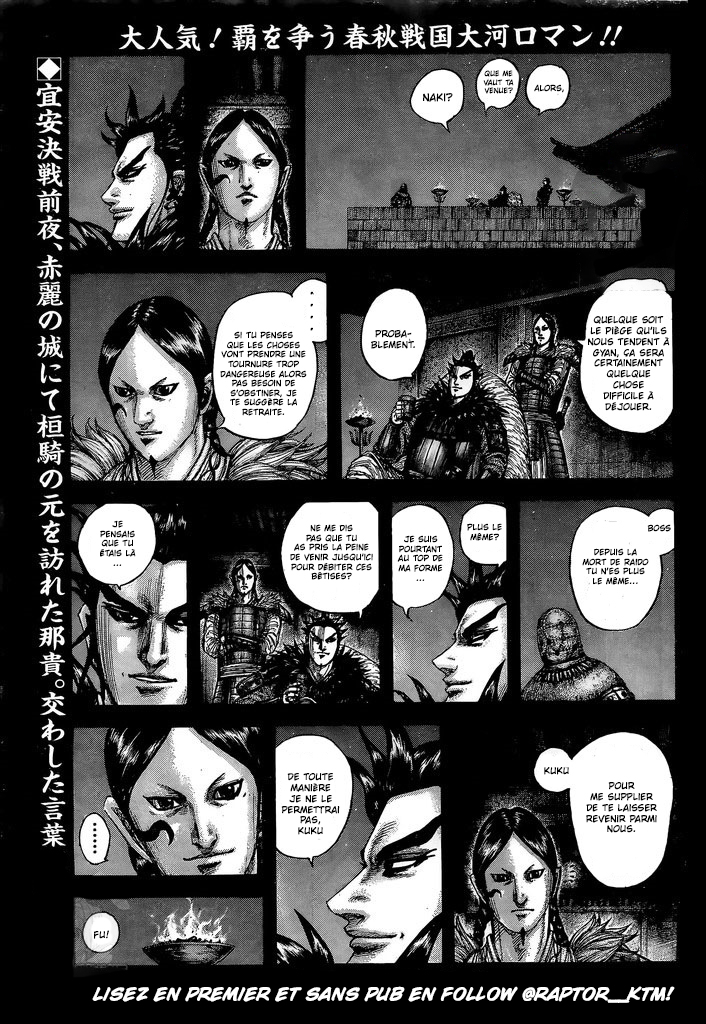 大人気！覇を争う春秋戦国大河ロマン!!
◆宜安決戦前夜、赤麗の城にて桓騎の元を訪れた那貴。交わした言葉
ALORS,
QUE ME
VAUT TA
VENUE?
NAKI?
QUELQUE SOIT
LE PIÈGE QU'ILS
NOUS TENDENT À
GYAN, ÇA SERA
CERTAINEMENT
QUELQUE
CHOSE
DIFFICILE À
DÉJOUER.
PROBA-
BLEMENT.
....
SI TU PENSES
QUE LES CHOSES
VONT PRENDRE UNE
TOURNURE TROP
DANGEREUSE ALORS
PAS BESOIN DE
S'OBSTINER, JE
TE SUGGÈRE LA
RETRAITE.
BOSS
DEPUIS LA
MORT DE RAIDO
TU N'ES PLUS
LE MÊME...
PLUS LE
MÊME?
JE SUIS
POURTANT
AU TOP DE
MA FORME
...
NE ME DIS
PAS QUE TU
AS PRIS LA PEINE
DE VENIR JUSQU'ICI
POUR DÉBITER CES
BÊTISES?
JE
PENSAIS
QUE TU
ÉTAIS LÀ
...
POUR
ME SUPPLIER
DE TE LAISSER
REVENIR PARMI
NOUS.
KUKU
DE TOUTE
MANIÈRE
JE NE LE
PERMETTRAI
PAS,
KUKU
......
FU!
LISEZ EN PREMIER ET SANS PUB EN FOLLOW @RAPTOR__KTM!